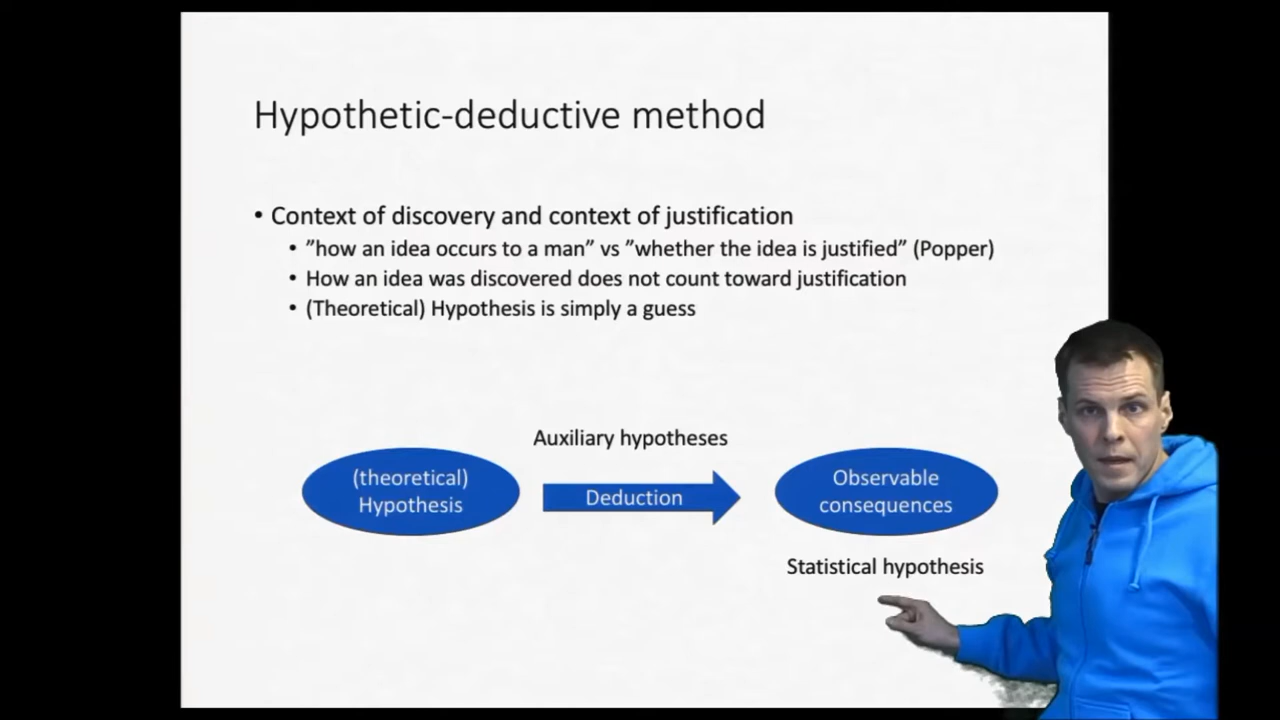 Hypothetic-deductive method
• Context of discovery and context of justification
• ”how an idea occurs to a man” vs ”whether the idea is justified” (Popper)
• How an idea was discovered does not count toward justification
• (Theoretical) Hypothesis is simply a guess
Auxiliary hypotheses
(theoretical)
Hypothesis
Deduction
Observable
consequences
Statistical hypothesis